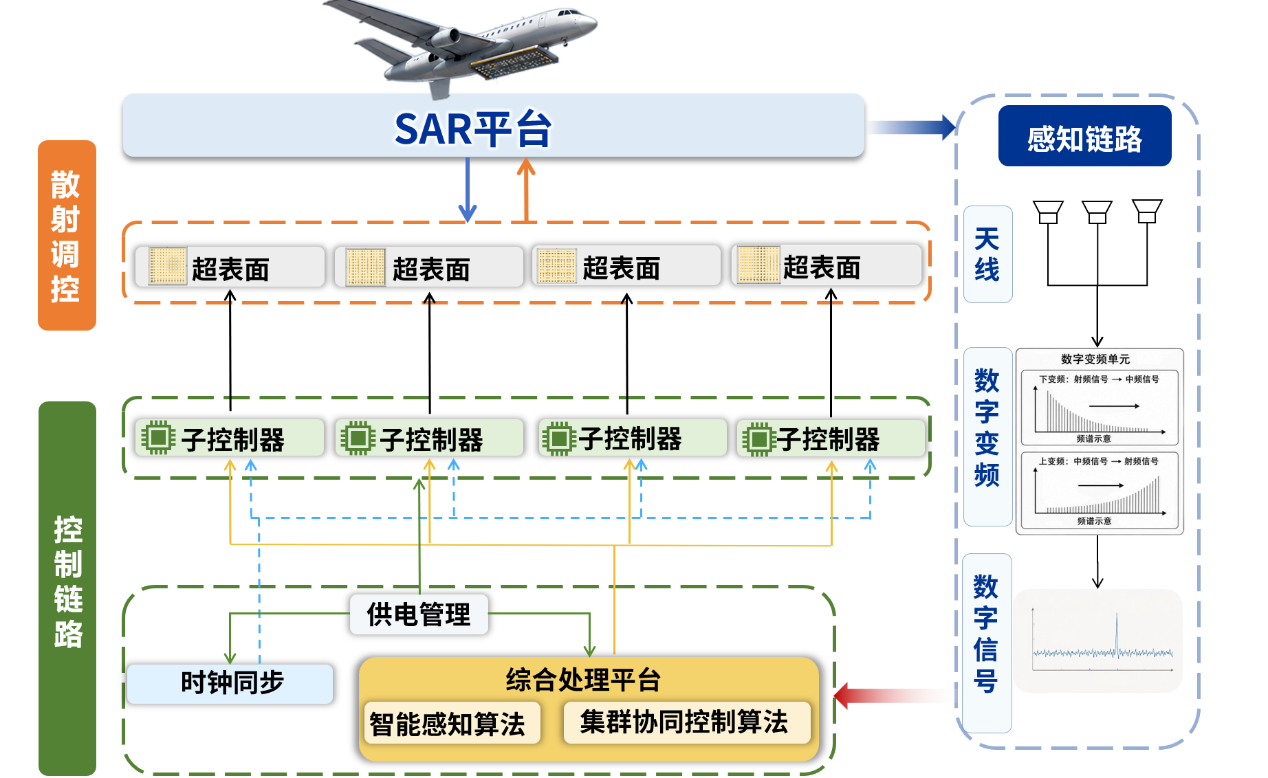 SAR平台
感知链路
散射调控
超表面
超表面
超表面
超表面
天线
数字变频
数字变频单元
下变频：射频信号 → 中频信号
频谱示意
上变频：中频信号 → 射频信号
频谱示意
控制链路
子控制器
子控制器
子控制器
子控制器
供电管理
时钟同步
综合处理平台
智能感知算法
集群协同控制算法
数字信号